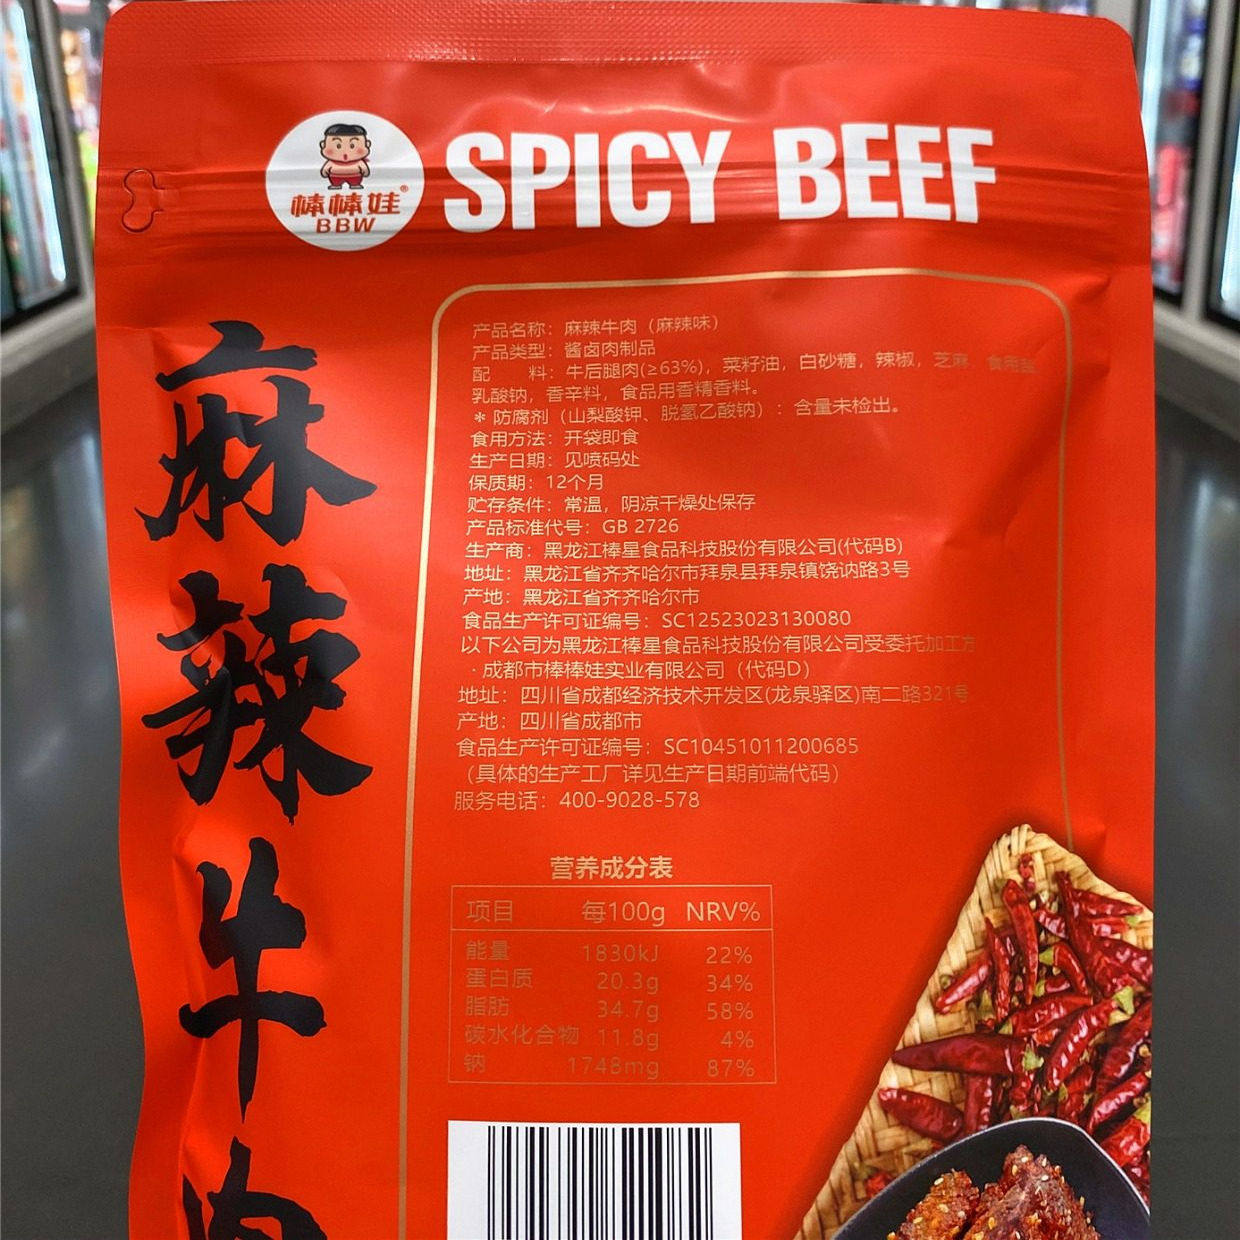 棒棒娃®
BBW
SPICY BEEF
麻辣牛肉
产品名称：麻辣牛肉（麻辣味）
产品类型：酱卤肉制品
配　　料：牛后腿肉(≥63%)，菜籽油，白砂糖，辣椒，芝麻
乳酸钠，香辛料，食品用香精香料。
＊防腐剂（山梨酸钾、脱氢乙酸钠）：含量未检出。
食用方法：开袋即食
生产日期：见喷码处
保质期：12个月
贮存条件：常温，阴凉干燥处保存
产品标准代号：GB 2726
生产商：黑龙江棒星食品科技股份有限公司(代码B)
地址：黑龙江省齐齐哈尔市拜泉县拜泉镇饶讷路3号
产地：黑龙江省齐齐哈尔市
食品生产许可证编号：SC12523023130080
以下公司为黑龙江棒星食品科技股份有限公司受委托加工方
·成都市棒棒娃实业有限公司（代码D）
地址：四川省成都经济技术开发区(龙泉驿区)南二路321号
产地：四川省成都市
食品生产许可证编号：SC10451011200685
（具体的生产工厂详见生产日期前端代码）
服务电话：400-9028-578
营养成分表
项目 每100g NRV%
能量 1830kJ 22%
蛋白质 20.3g 34%
脂肪 34.7g 58%
碳水化合物 11.8g 4%
钠 1748mg 87%